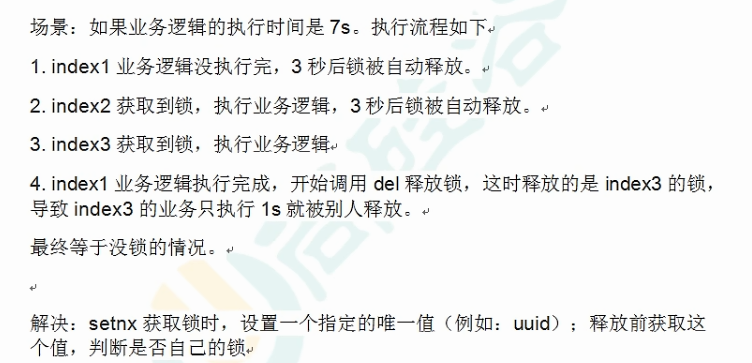 场景：如果业务逻辑的执行时间是 7s。执行流程如下
1. index1 业务逻辑没执行完，3 秒后锁被自动释放。
2. index2 获取到锁，执行业务逻辑，3 秒后锁被自动释放。
3. index3 获取到锁，执行业务逻辑
4. index1 业务逻辑执行完成，开始调用 del 释放锁，这时释放的是 index3 的锁，
导致 index3 的业务只执行 1s 就被别人释放。
最终等于没锁的情况。
解决：setnx 获取锁时，设置一个指定的唯一值（例如：uuid）；释放前获取这
个值，判断是否自己的锁